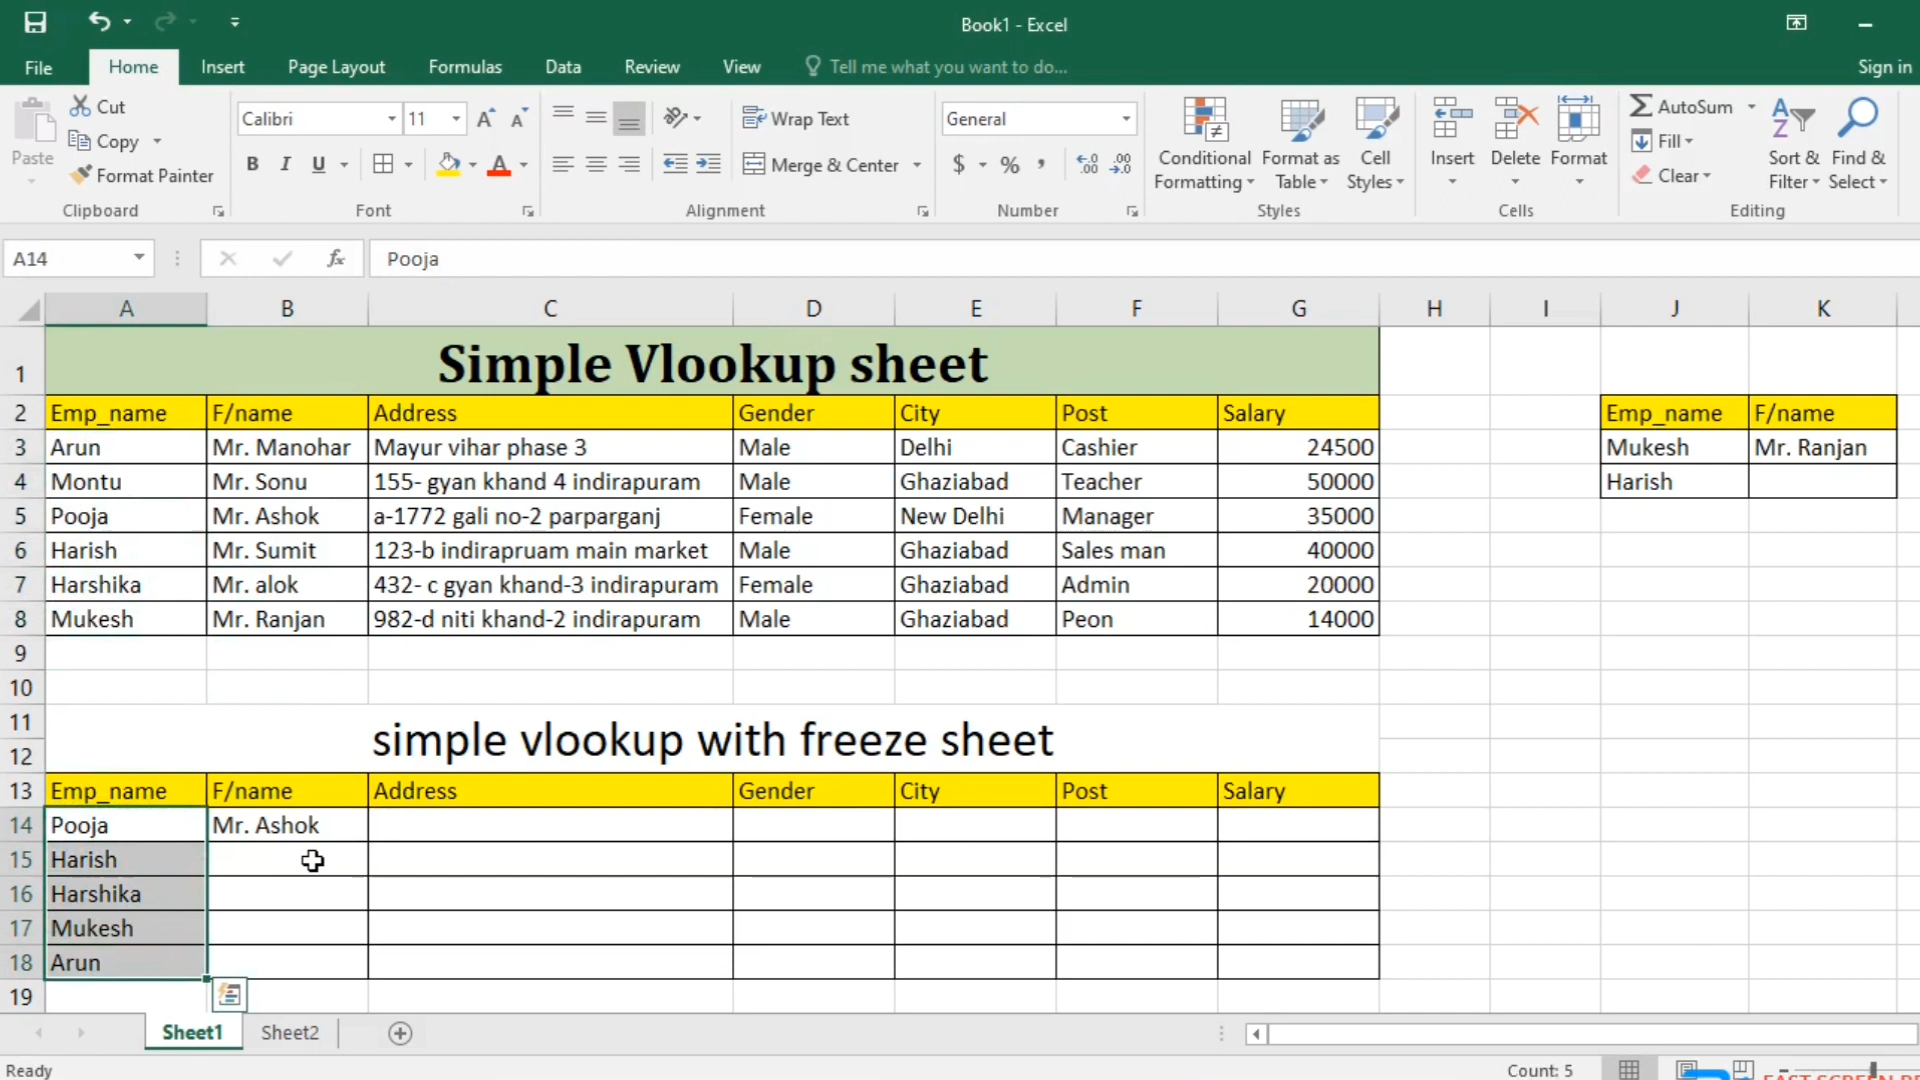 Book1 - Excel
File Home Insert Page Layout Formulas Data Review View Tell me what you want to do... Sign in
Paste Cut Copy Format Painter Clipboard
Calibri 11 B I U A Font
Wrap Text Merge & Center Alignment
General $ % , Number
Conditional Formatting Format as Table Cell Styles Styles
Insert Delete Format Cells
AutoSum Fill Clear Sort & Filter Find & Select Editing
A14 fx Pooja
A B C D E F G H I J K
1 Simple Vlookup sheet
2 Emp_name F/name Address Gender City Post Salary Emp_name F/name
3 Arun Mr. Manohar Mayur vihar phase 3 Male Delhi Cashier 24500 Mukesh Mr. Ranjan
4 Montu Mr. Sonu 155- gyan khand 4 indirapuram Male Ghaziabad Teacher 50000 Harish
5 Pooja Mr. Ashok a-1772 gali no-2 parparganj Female New Delhi Manager 35000
6 Harish Mr. Sumit 123-b indirapruam main market Male Ghaziabad Sales man 40000
7 Harshika Mr. alok 432- c gyan khand-3 indirapuram Female Ghaziabad Admin 20000
8 Mukesh Mr. Ranjan 982-d niti khand-2 indirapuram Male Ghaziabad Peon 14000
9
10
11
simple vlookup with freeze sheet
12
13 Emp_name F/name Address Gender City Post Salary
14 Pooja Mr. Ashok
15 Harish
16 Harshika
17 Mukesh
18 Arun
19
Sheet1 Sheet2
Ready Count: 5